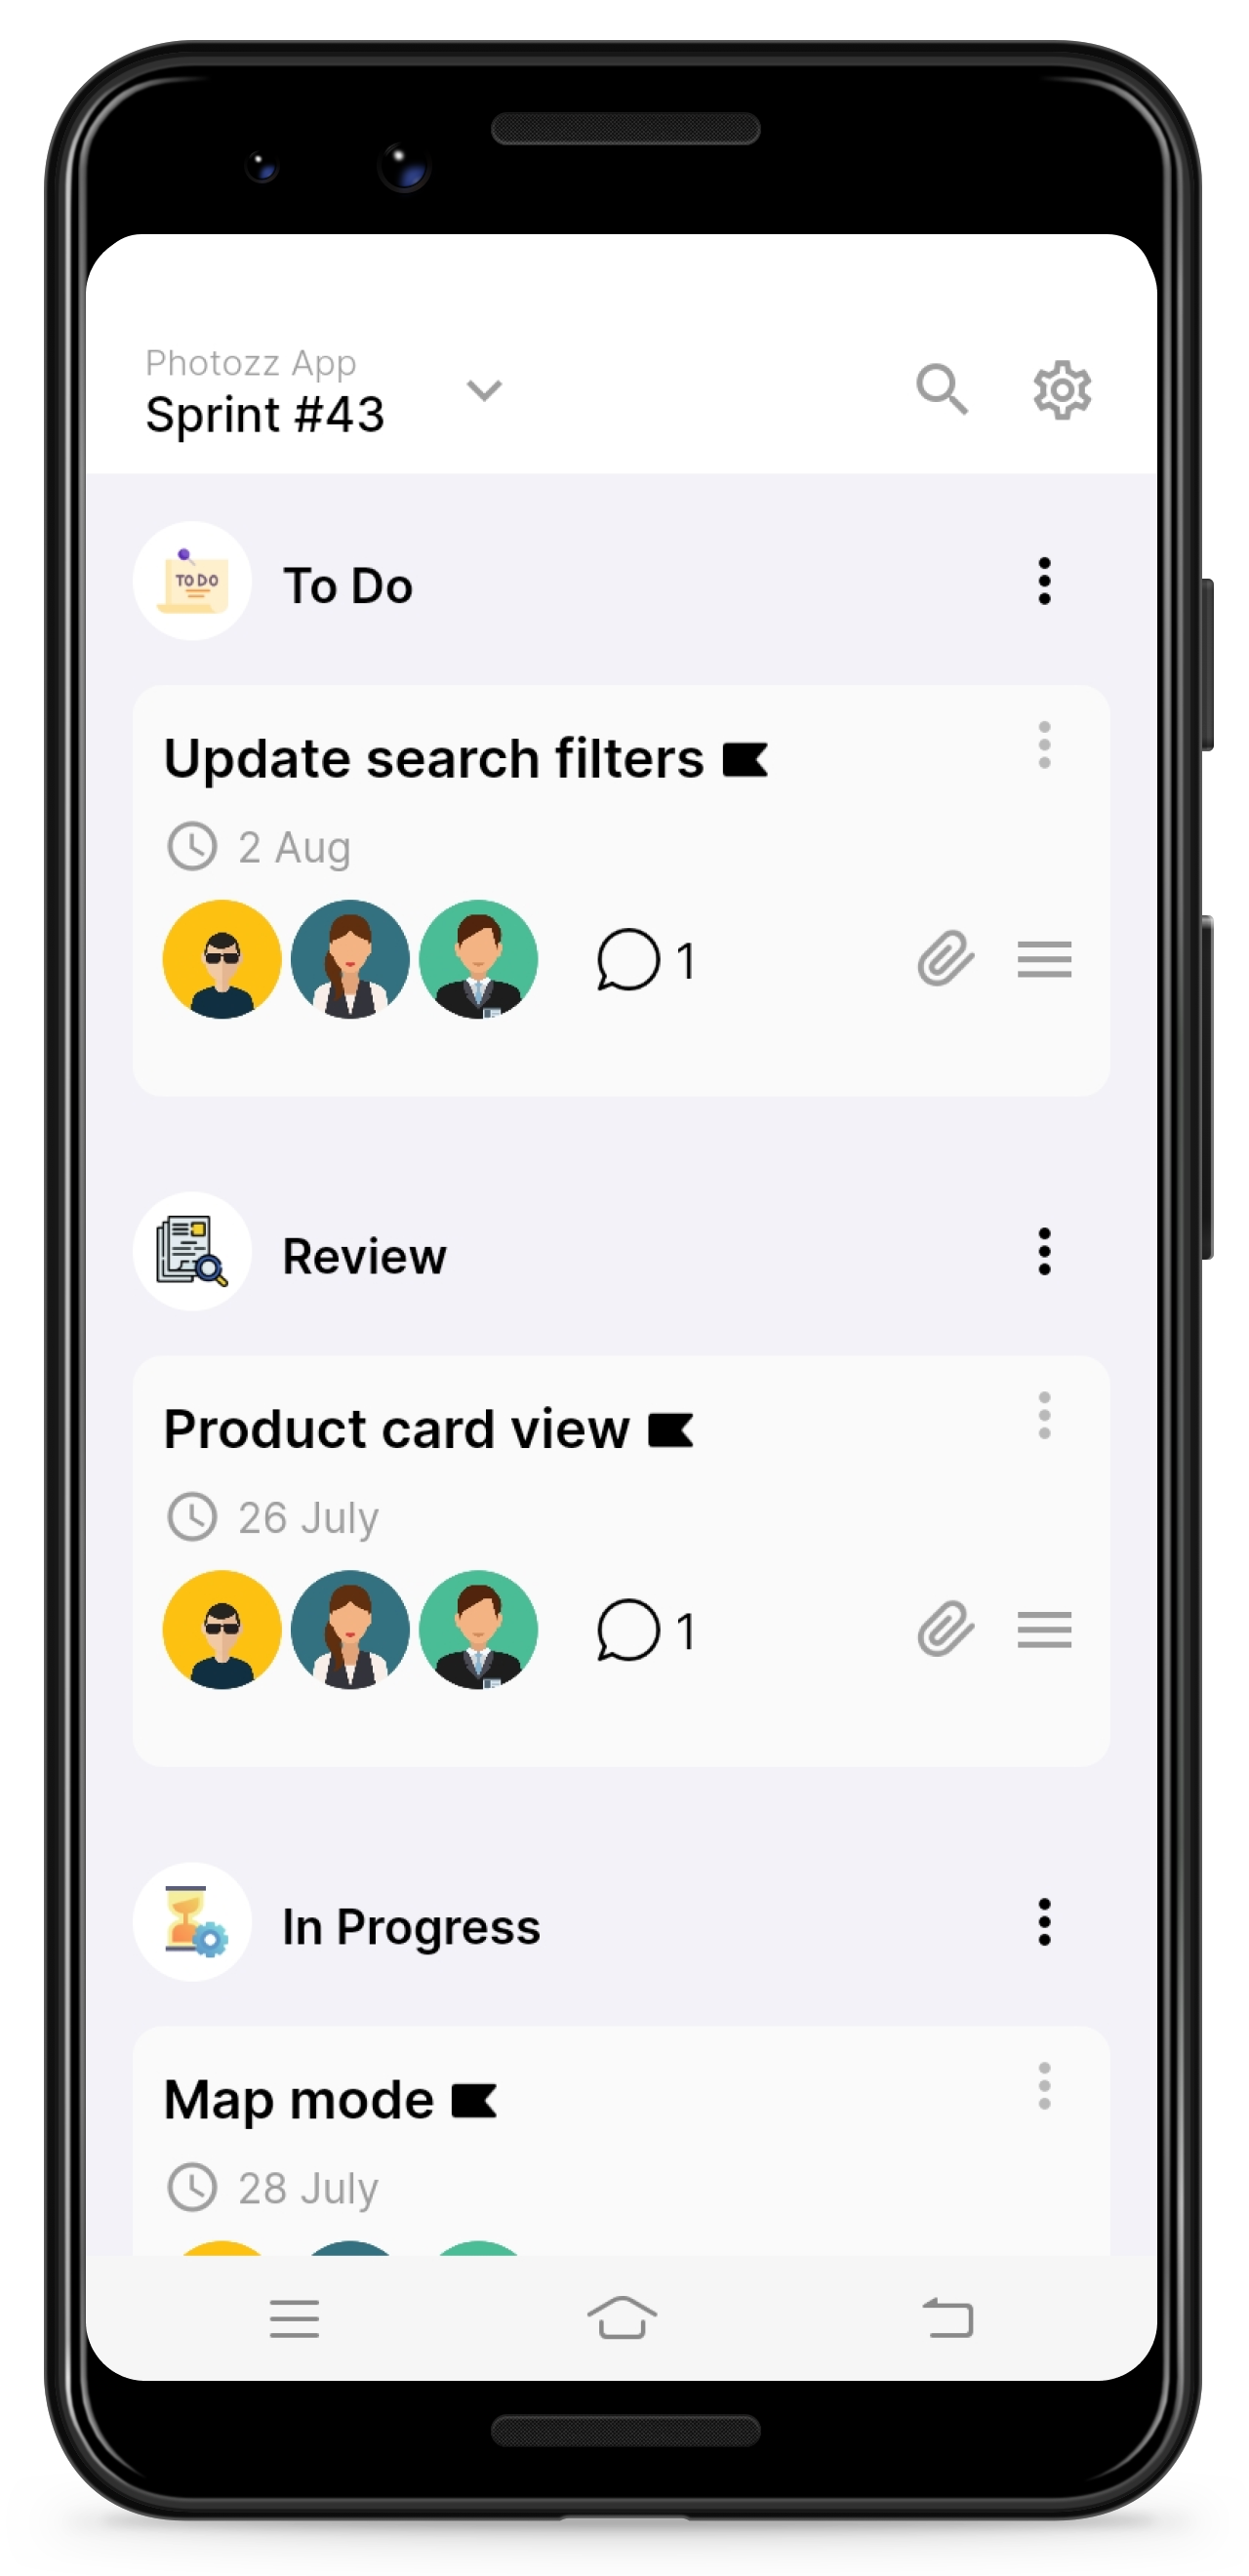 Photozz App
Sprint #43
TO DO
To Do
Update search filters
2 Aug
1
Review
Product card view
26 July
1
In Progress
Map mode
28 July